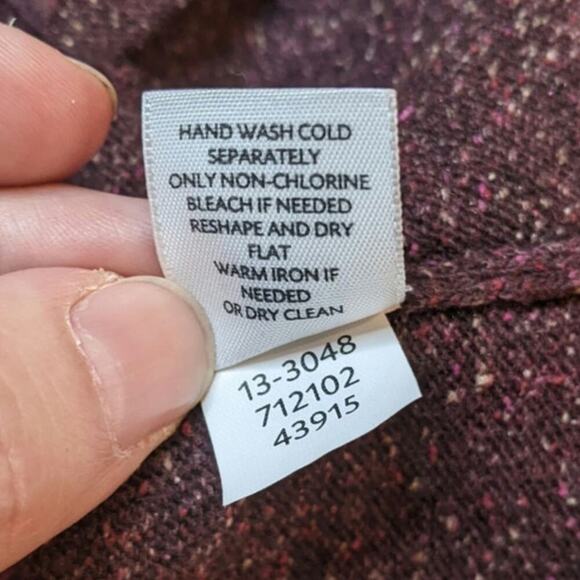 HAND WASH COLD
SEPARATELY
ONLY NON-CHLORINE
BLEACH IF NEEDED
RESHAPE AND DRY
FLAT
WARM IRON IF
NEEDED
OR DRY CLEAN
13-3048
712102
43915